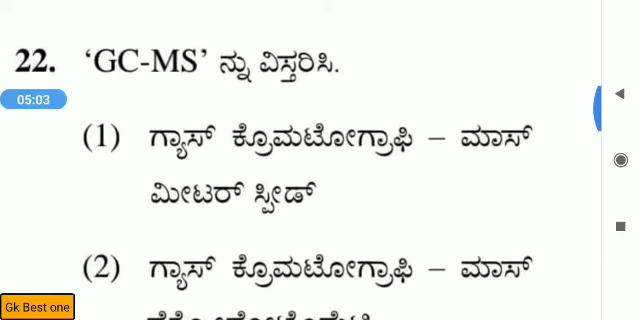 22. ‘GC-MS’ ನ್ನು ವಿಸ್ತರಿಸಿ.
05:03
(1) ಗ್ಯಾಸ್ ಕ್ರೊಮಟೋಗ್ರಾಫಿ – ಮಾಸ್
ಮೀಟರ್ ಸ್ಪೀಡ್
(2) ಗ್ಯಾಸ್ ಕ್ರೊಮಟೋಗ್ರಾಫಿ – ಮಾಸ್
Gk Best one